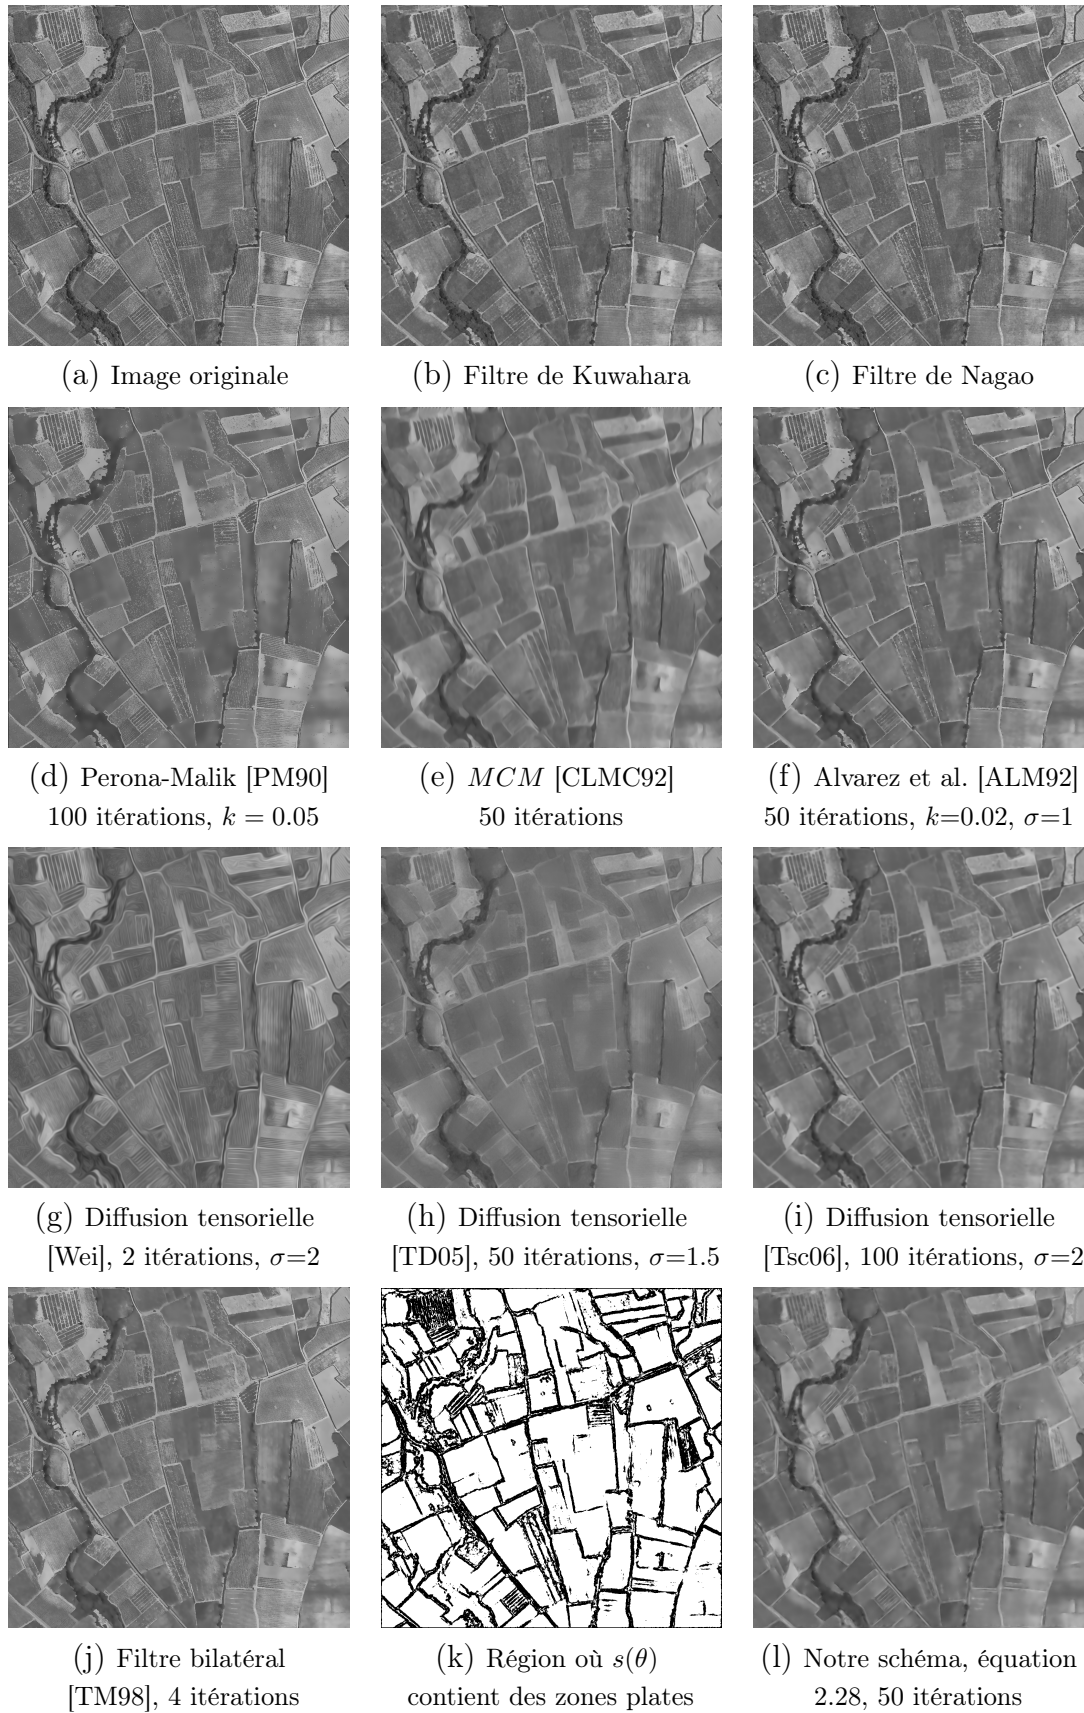 (a) Image originale
(b) Filtre de Kuwahara
(c) Filtre de Nagao
(d) Perona-Malik [PM90]
100 itérations, k = 0.05
(e) MCM [CLMC92]
50 itérations
(f) Alvarez et al. [ALM92]
50 itérations, k=0.02, σ=1
(g) Diffusion tensorielle
[Wei], 2 itérations, σ=2
(h) Diffusion tensorielle
[TD05], 50 itérations, σ=1.5
(i) Diffusion tensorielle
[Tsc06], 100 itérations, σ=2
(j) Filtre bilatéral
[TM98], 4 itérations
(k) Région où s(θ)
contient des zones plates
(l) Notre schéma, équation
2.28, 50 itérations